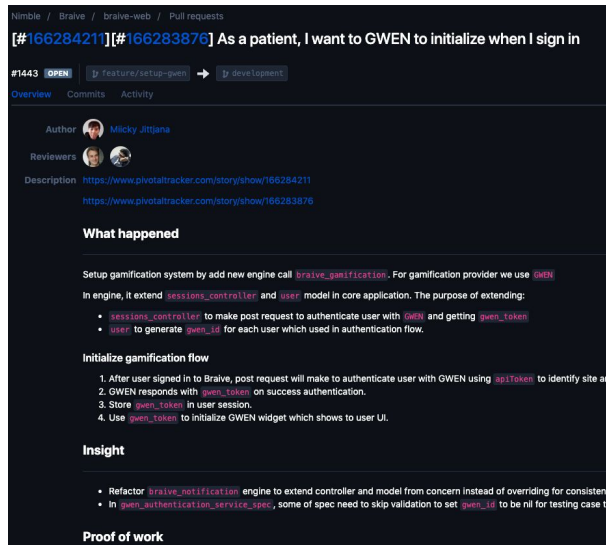 Nimble / Braive / braive-web / Pull requests
[#166284211][#166283876] As a patient, I want to GWEN to initialize when I sign in
#1443 OPEN feature/setup-gwen → development
Overview Commits Activity
Author Miicky Jittjana
Reviewers
Description https://www.pivotaltracker.com/story/show/166284211
https://www.pivotaltracker.com/story/show/166283876
What happened
Setup gamification system by add new engine call braive_gamification. For gamification provider we use GWEN
In engine, it extend sessions_controller and user model in core application. The purpose of extending:
• sessions_controller to make post request to authenticate user with GWEN and getting gwen_token
• user to generate gwen_id for each user which used in authentication flow.
Initialize gamification flow
1. After user signed in to Braive, post request will make to authenticate user with GWEN using apiToken to identify site a
2. GWEN responds with gwen_token on success authentication.
3. Store gwen_token in user session.
4. Use gwen_token to initialize GWEN widget which shows to user UI.
Insight
• Refactor braive_notification engine to extend controller and model from concern instead of overriding for consisten
• In gwen_authentication_service_spec, some of spec need to skip validation to set gwen_id to be nil for testing case t
Proof of work